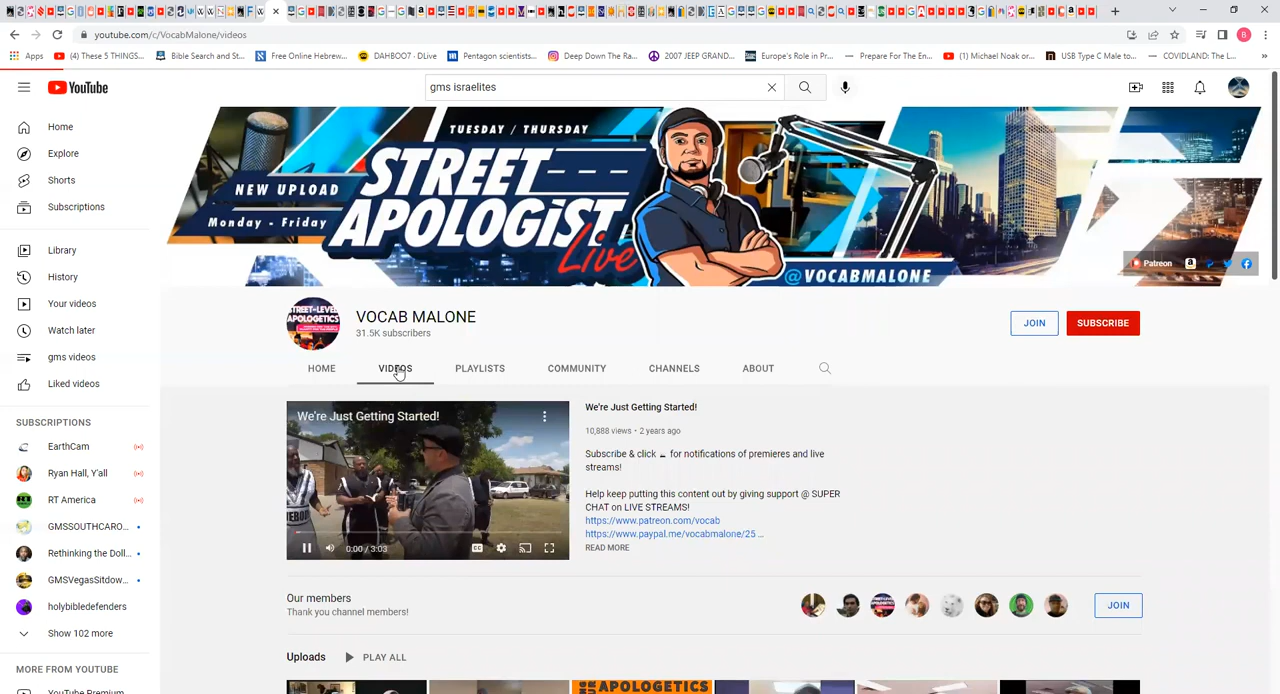 youtube.com/c/VocabMalone/videos
Apps
(4) These 5 THINGS...
Bible Search and St...
Free Online Hebrew...
DAHBOO7 - DLive
Pentagon scientists...
Deep Down The Ra...
2007 JEEP GRAND...
Europe's Role in Pr...
Prepare For The En...
(1) Michael Noak or...
USB Type C Male to...
COVIDLAND: The L...
YouTube
gms israelites
Home
Explore
Shorts
Subscriptions
Library
History
Your videos
Watch later
gms videos
Liked videos
SUBSCRIPTIONS
EarthCam
Ryan Hall, Y'all
RT America
GMSSOUTHCARO...
Rethinking the Doll...
GMSVegasSitdow...
holybibledefenders
Show 102 more
MORE FROM YOUTUBE
YouTube Premium
TUESDAY / THURSDAY
NEW UPLOAD
Monday - Friday
STREET
APOLOGIST
Live
@VOCABMALONE
Patreon
VOCAB MALONE
31.5K subscribers
JOIN
SUBSCRIBE
HOME
VIDEOS
PLAYLISTS
COMMUNITY
CHANNELS
ABOUT
We're Just Getting Started!
0:00 / 3:03
We're Just Getting Started!
10,888 views • 2 years ago
Subscribe & click for notifications of premieres and live
streams!
Help keep putting this content out by giving support @ SUPER
CHAT on LIVE STREAMS!
https://www.patreon.com/vocab
https://www.paypal.me/vocabmalone/25 ...
READ MORE
Our members
Thank you channel members!
JOIN
Uploads
PLAY ALL
APOLOGETICS